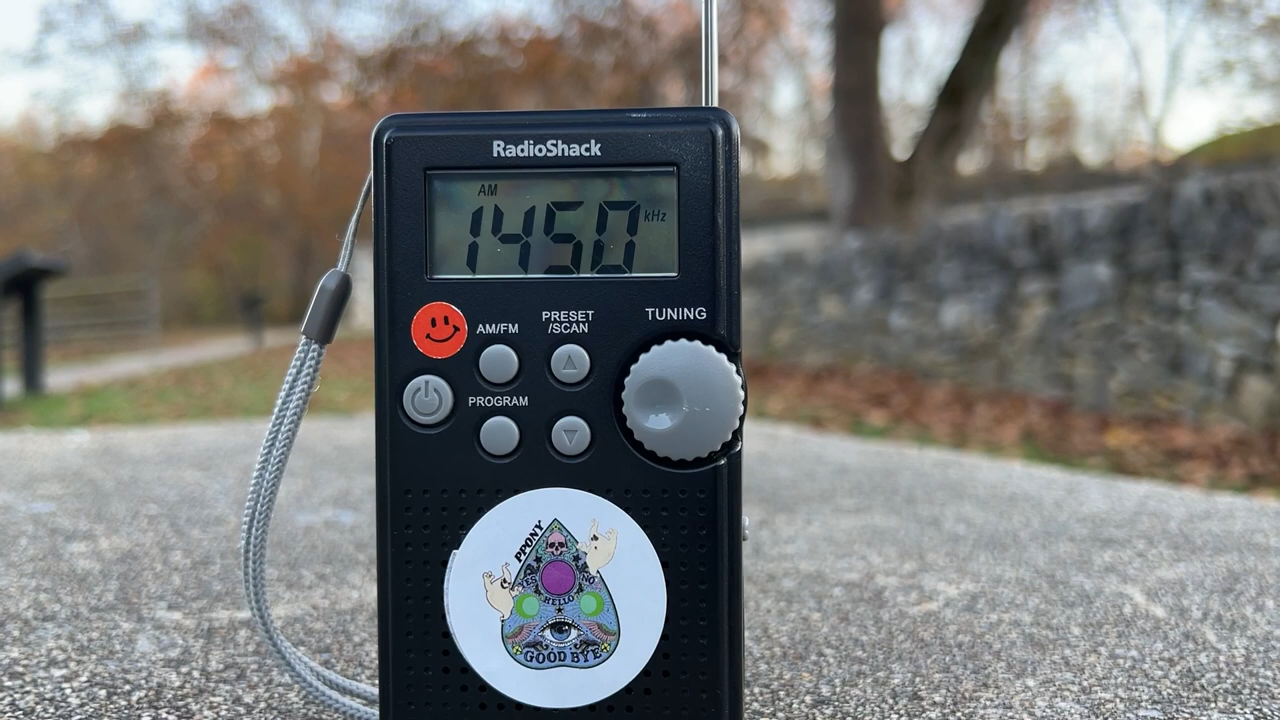 RadioShack
AM
1450 kHz
AM/FM
PRESET
/SCAN
TUNING
PROGRAM
PPONY
YES
NO
HELLO
GOOD BYE